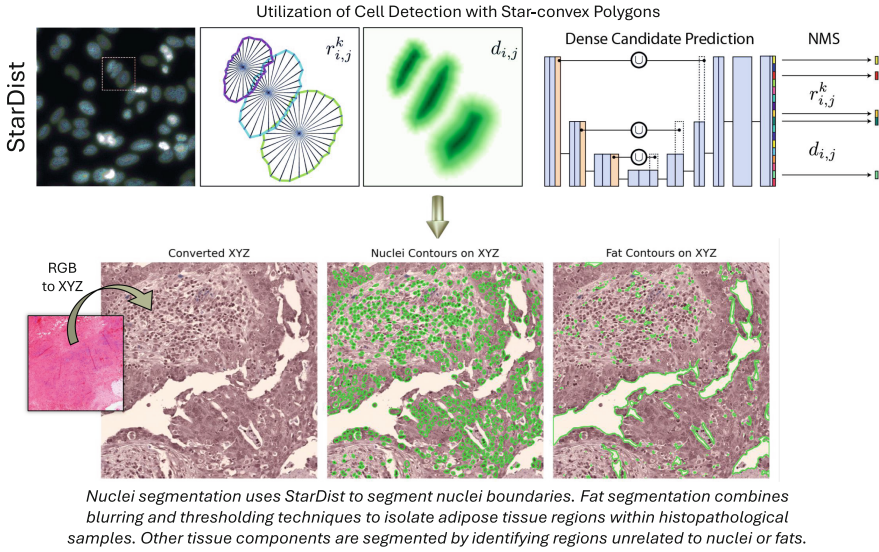 Utilization of Cell Detection with Star-convex Polygons
StarDist
r^k_{i,j}
d_{i,j}
Dense Candidate Prediction
NMS
∪
∪
∪
r^k_{i,j}
d_{i,j}
RGB
to XYZ
Converted XYZ
Nuclei Contours on XYZ
Fat Contours on XYZ
Nuclei segmentation uses StarDist to segment nuclei boundaries. Fat segmentation combines
blurring and thresholding techniques to isolate adipose tissue regions within histopathological
samples. Other tissue components are segmented by identifying regions unrelated to nuclei or fats.